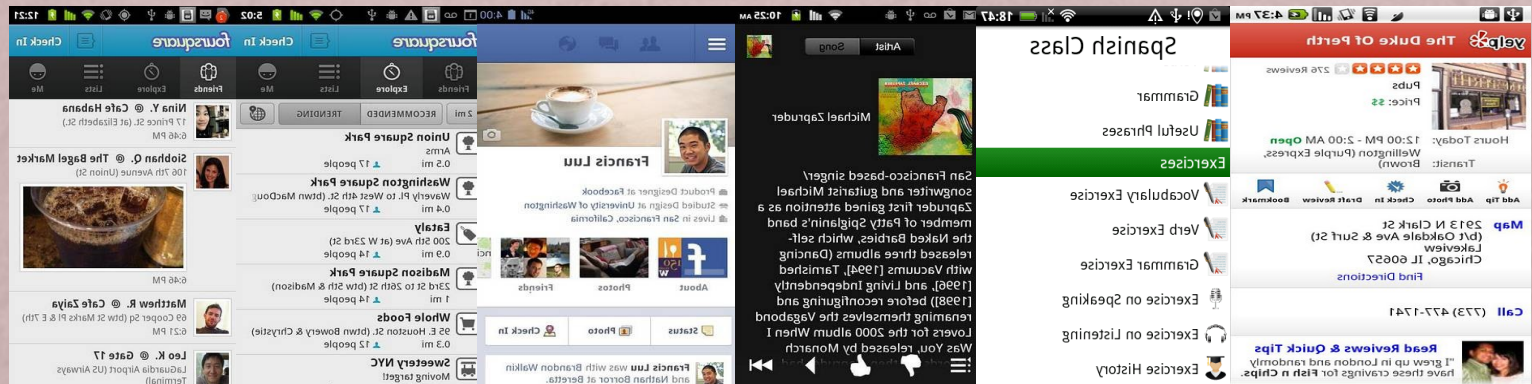 12:21
foursquare
Check In
Friends
Explore
Lists
Me
Nina Y. @ Cafe Habana
17 Prince St. (at Elizabeth St.)
6:46 PM
Siobhan Q. @ The Bagel Market
106 7th Avenue (Union St)
6:46 PM
Matthew R. @ Cafe Zaiya
69 Cooper Sq (btw St Marks Pl & E 7th)
6:21 PM
Leo K. @ Gate 17
LaGuardia Airport (US Airways
Terminal)
5:02
foursquare
Check In
Friends
Explore
Lists
Me
2 mi
RECOMMENDED
TRENDING
Union Square Park
Arms
0.5 mi 17 people
Washington Square Park
Waverly Pl. to West 4th St. (btwn MacDoug
0.4 mi 17 people
Eataly
200 5th Ave (at W 23rd St)
0.9 mi 14 people
Madison Square Park
23rd St to 26th St (btw 5th & Madison)
1 mi 14 people
Whole Foods
95 E. Houston St. (btwn Bowery & Chrystie)
0.3 mi 12 people
Sweetery NYC
Moving target!
4:00
Francis Luu
Product Designer at Facebook
Studied Design at University of Washington
Lives in San Francisco, California
About
Photos
Friends
Status
Photo
Check In
Francis Luu was with Brandon Walkin
and Nathan Borror at Beretta.
10:25 AM
Artist
Song
Michael Zapruder
San Francisco-based singer/
songwriter and guitarist Michael
Zapruder first gained attention as a
member of Patty Spiglanin's band
the Naked Barbies, which self-
released three albums (Dancing
with Vacuums [1994], Tarnished
[1996], and Living Independently
[1998]) before reconfiguring and
renaming themselves the Vagabond
Lovers for the 2000 album When I
Was You, released by Monarch
18:47
Spanish Class
Grammar
Useful Phrases
Exercises
Vocabulary Exercise
Verb Exercise
Grammar Exercise
Exercise on Speaking
Exercise on Listening
Exercise History
4:37 PM
yelp
The Duke Of Perth
276 Reviews
Pubs
Price: $$
Hours Today: 12:00 PM - 2:00 AM Open
Transit: Wellington (Purple Express,
Brown)
Add Tip
Add Photo
Check In
Draft Review
Bookmark
Map
2913 N Clark St
(b/t Oakdale Ave & Surf St)
Lakeview
Chicago, IL 60657
Find Directions
Call (773) 477-1741
Read Reviews & Quick Tips
"I grew up in London and random
have these cravings for Fish n Chips.